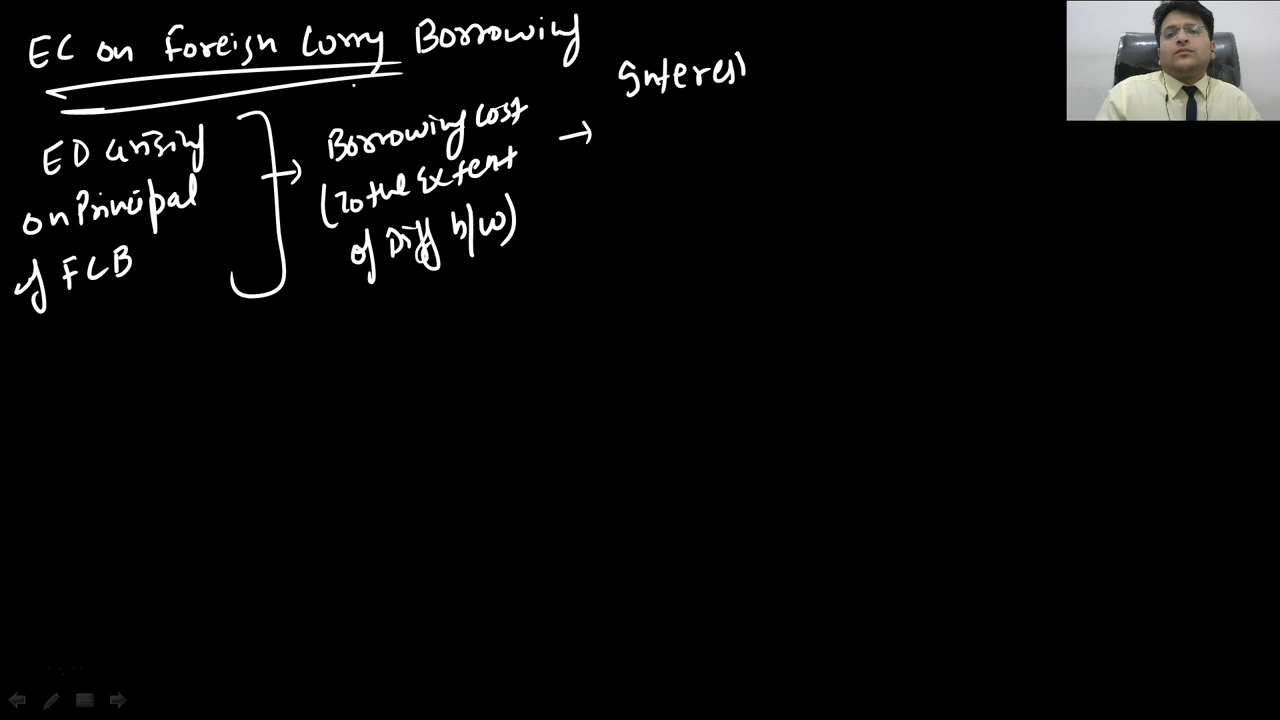 EC on Foreign Curry Borrowing
ED arising
on Principal
of FCB
Borrowing Cost
(To the Extent
of Diff b/w)
Interest